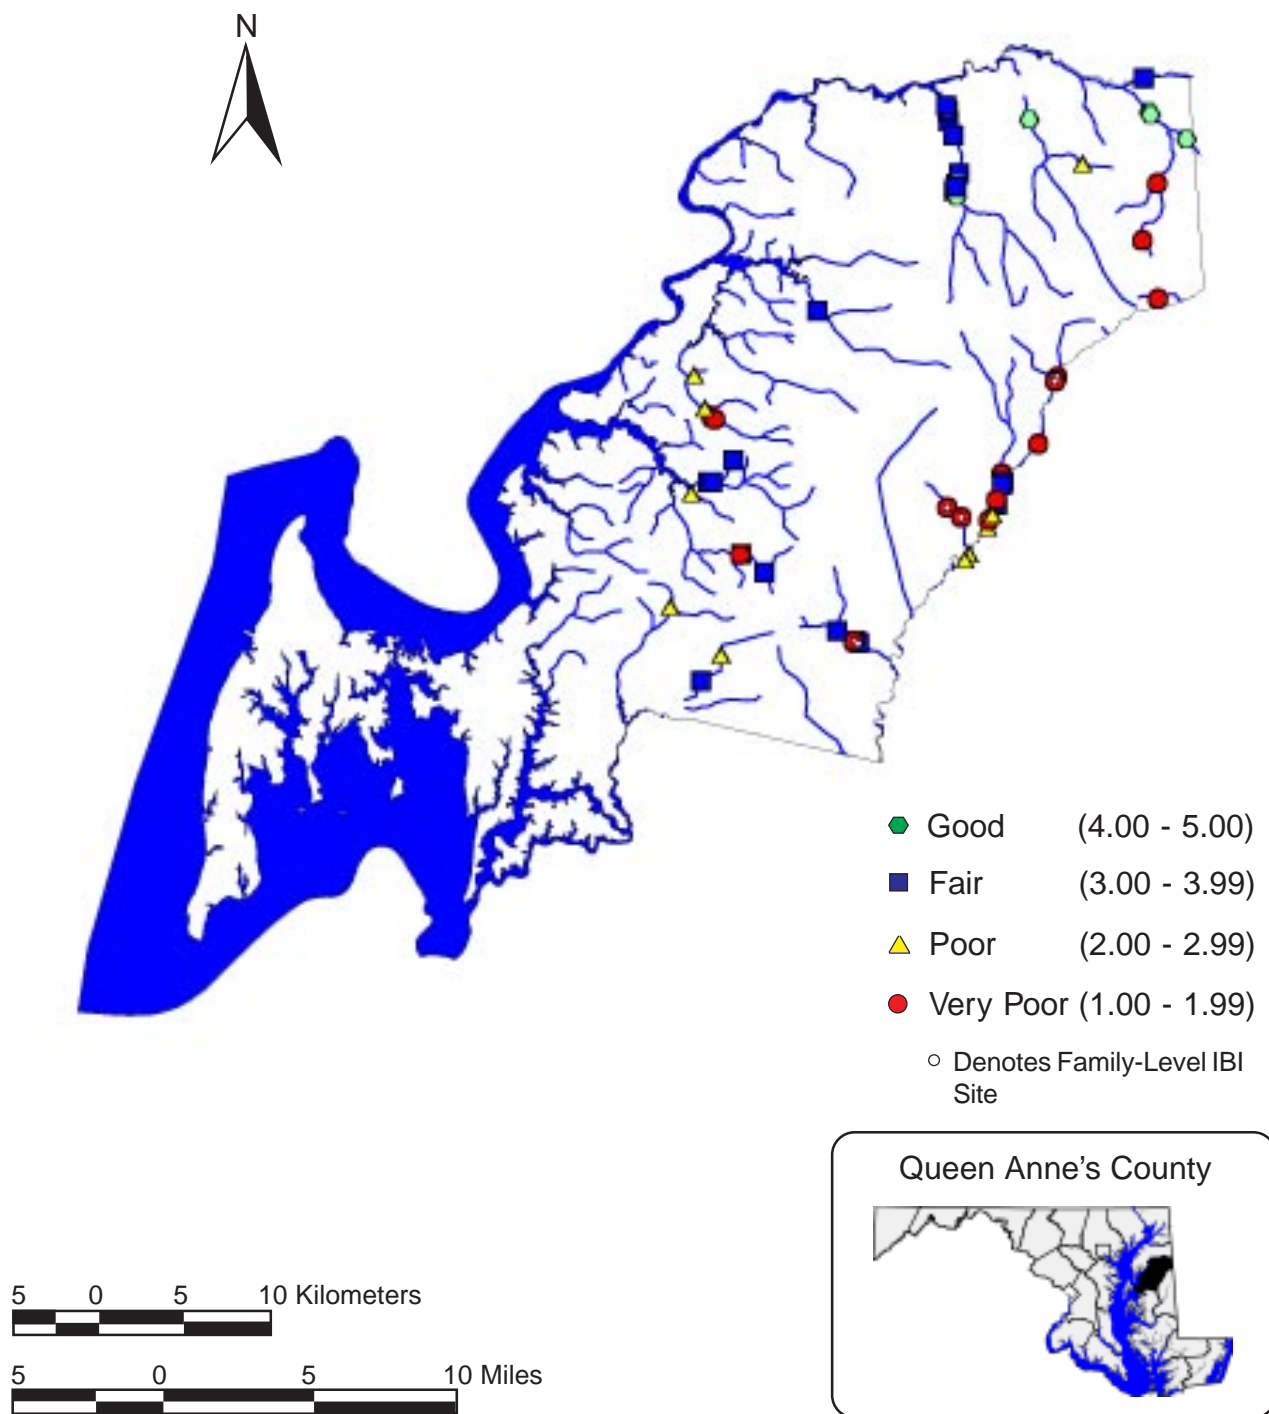 N
Good (4.00 - 5.00)
Fair (3.00 - 3.99)
Poor (2.00 - 2.99)
Very Poor (1.00 - 1.99)
Denotes Family-Level IBI
Site
Queen Anne's County
5 0 5 10 Kilometers
5 0 5 10 Miles